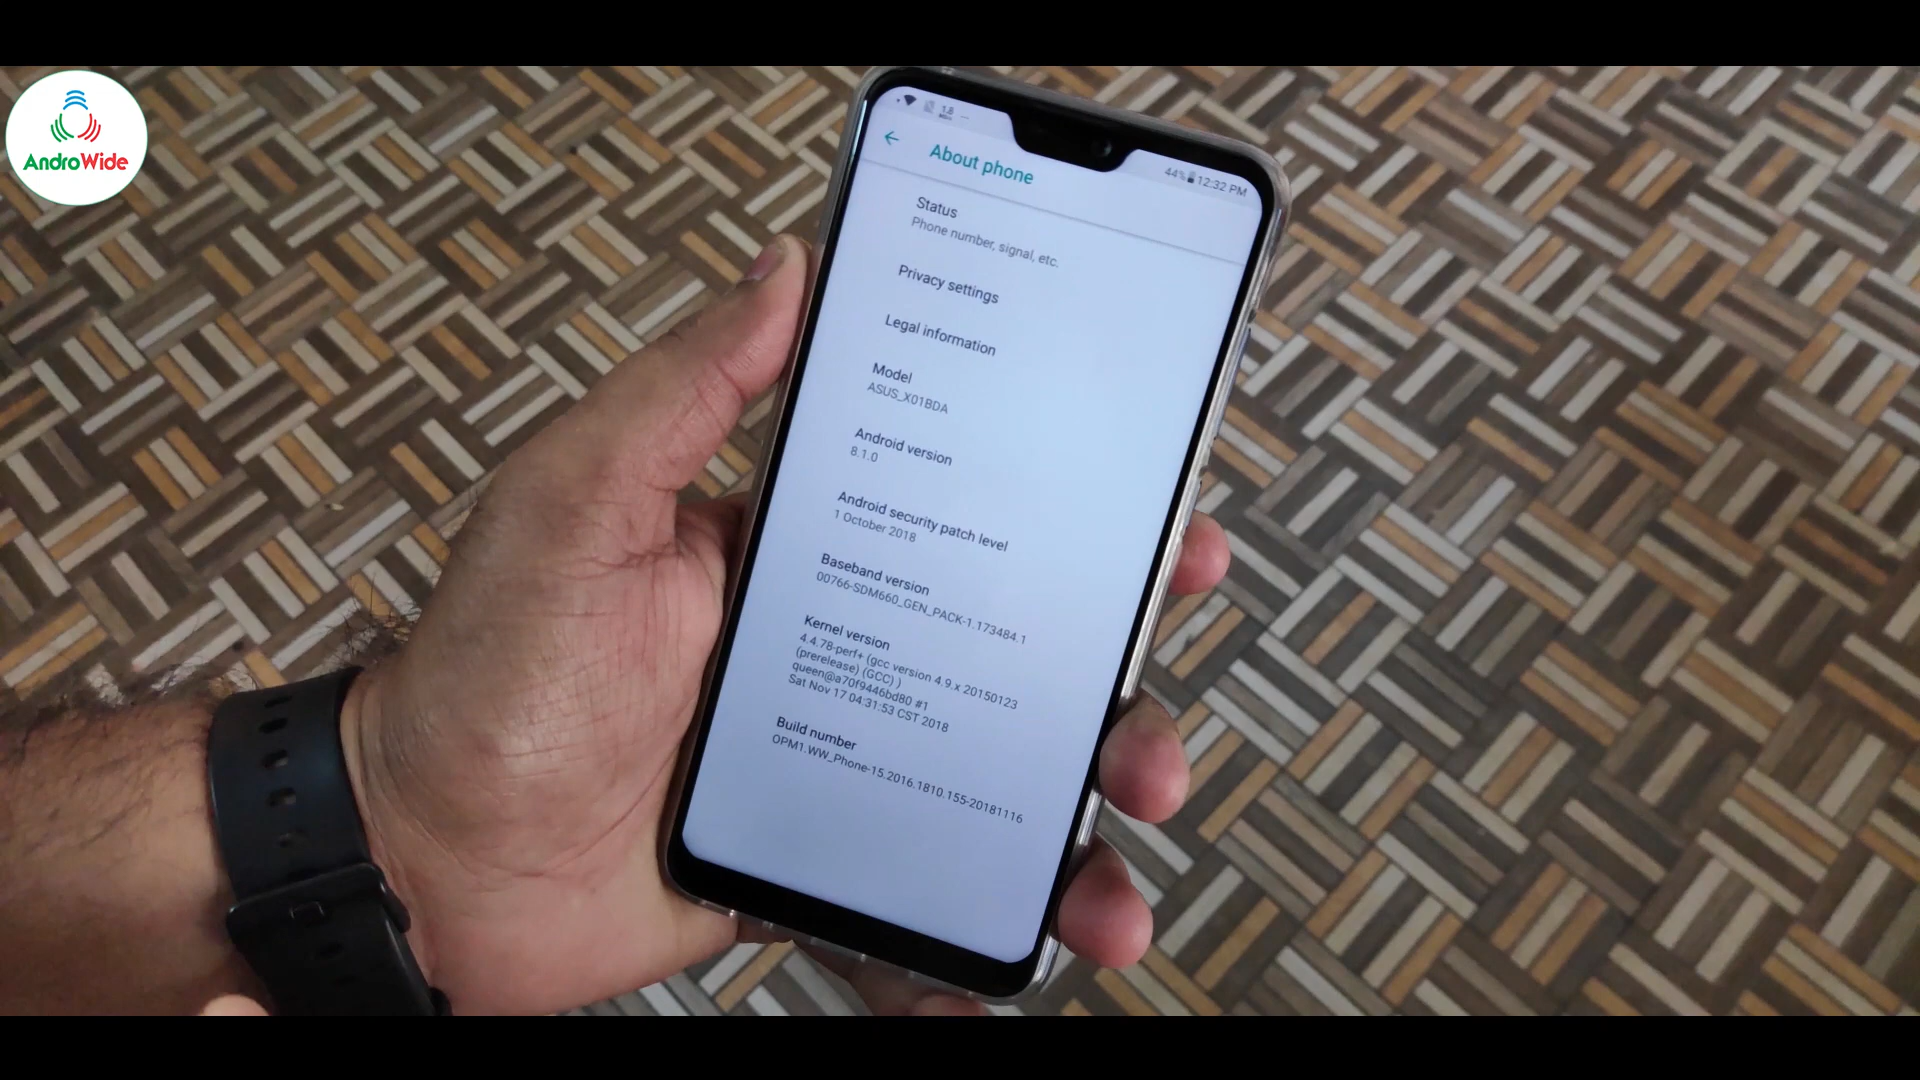 AndroWide
1.8
44% 12:32 PM
About phone
Status
Phone number, signal, etc.
Privacy settings
Legal information
Model
ASUS_X01BDA
Android version
8.1.0
Android security patch level
1 October 2018
Baseband version
00766-SDM660_GEN_PACK-1.173484.1
Kernel version
4.4.78-perf+ (gcc version 4.9.x 20150123
(prerelease) (GCC) )
queen@a70f9446bd80 #1
Sat Nov 17 04:31:53 CST 2018
Build number
OPM1.WW_Phone-15.2016.1810.155-20181116